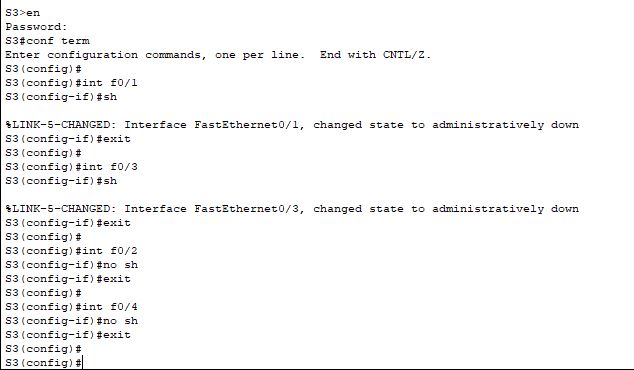 S3>en
Password:
S3#conf term
Enter configuration commands, one per line.  End with CNTL/Z.
S3(config)#
S3(config)#int f0/1
S3(config-if)#sh
%LINK-5-CHANGED: Interface FastEthernet0/1, changed state to administratively down
S3(config-if)#exit
S3(config)#
S3(config)#int f0/3
S3(config-if)#sh
%LINK-5-CHANGED: Interface FastEthernet0/3, changed state to administratively down
S3(config-if)#exit
S3(config)#
S3(config)#int f0/2
S3(config-if)#no sh
S3(config-if)#exit
S3(config)#
S3(config)#int f0/4
S3(config-if)#no sh
S3(config-if)#exit
S3(config)#
S3(config)#